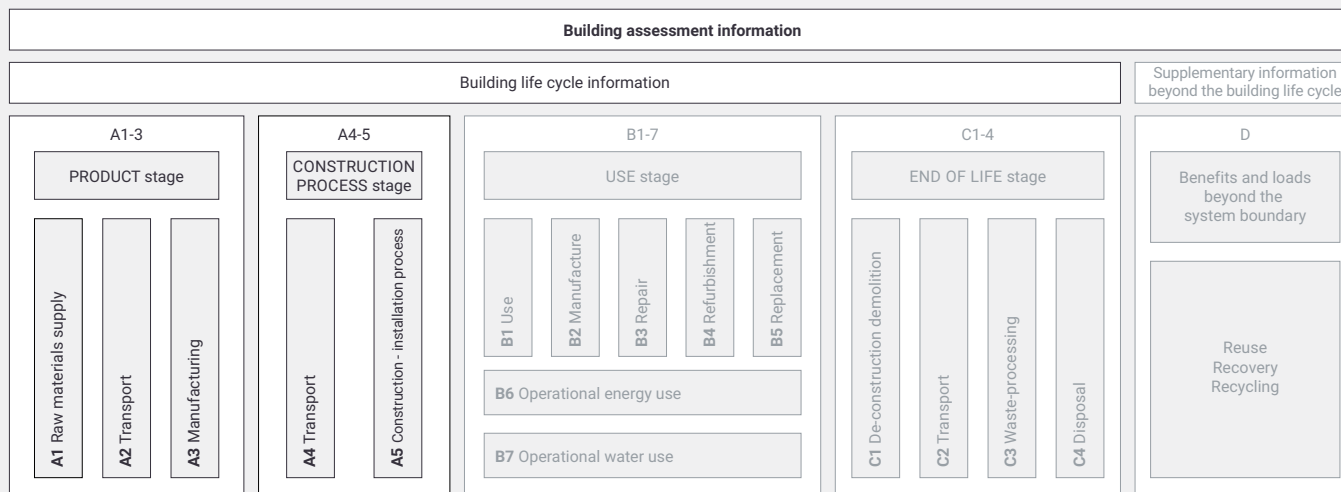 Building assessment information
Building life cycle information
Supplementary information
beyond the building life cycle
A1-3
PRODUCT stage
A1 Raw materials supply
A2 Transport
A3 Manufacturing
A4-5
CONSTRUCTION
PROCESS stage
A4 Transport
A5 Construction - installation process
B1-7
USE stage
B1 Use
B2 Manufacture
B3 Repair
B4 Refurbishment
B5 Replacement
B6 Operational energy use
B7 Operational water use
C1-4
END OF LIFE stage
C1 De-construction demolition
C2 Transport
C3 Waste-processing
C4 Disposal
D
Benefits and loads
beyond the
system boundary
Reuse
Recovery
Recycling